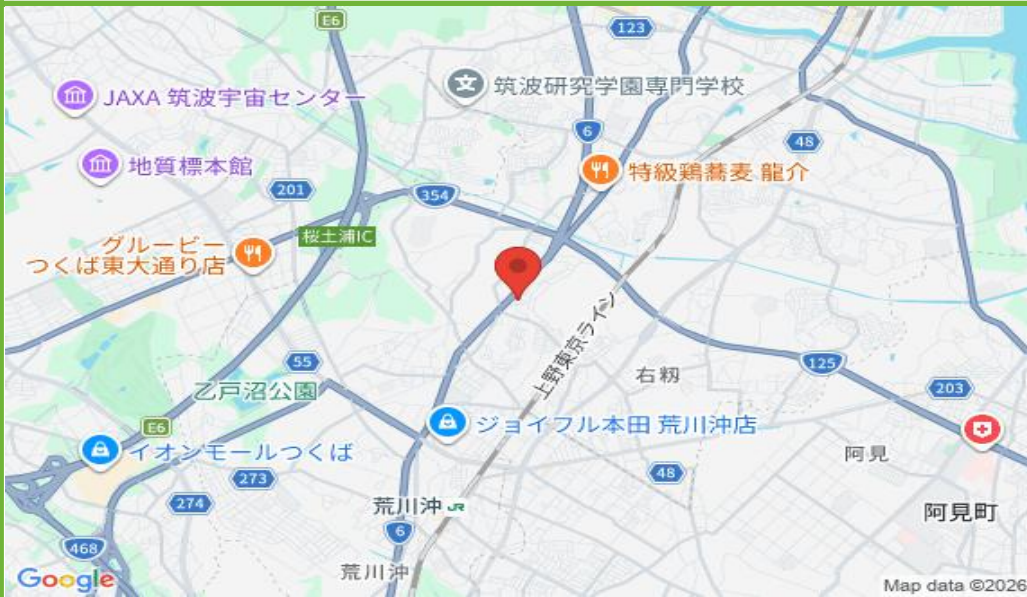 E6
123
JAXA 筑波宇宙センター
筑波研究学園専門学校
6
48
地質標本館
特級鶏蕎麦 龍介
201
354
桜土浦IC
グルービー
つくば東大通り店
上野東京ライン
55
125
右籾
乙戸沼公園
203
E6
ジョイフル本田 荒川沖店
イオンモールつくば
阿見
273
48
274
荒川沖 JR
阿見町
6
468
荒川沖
Google
Map data ©2026